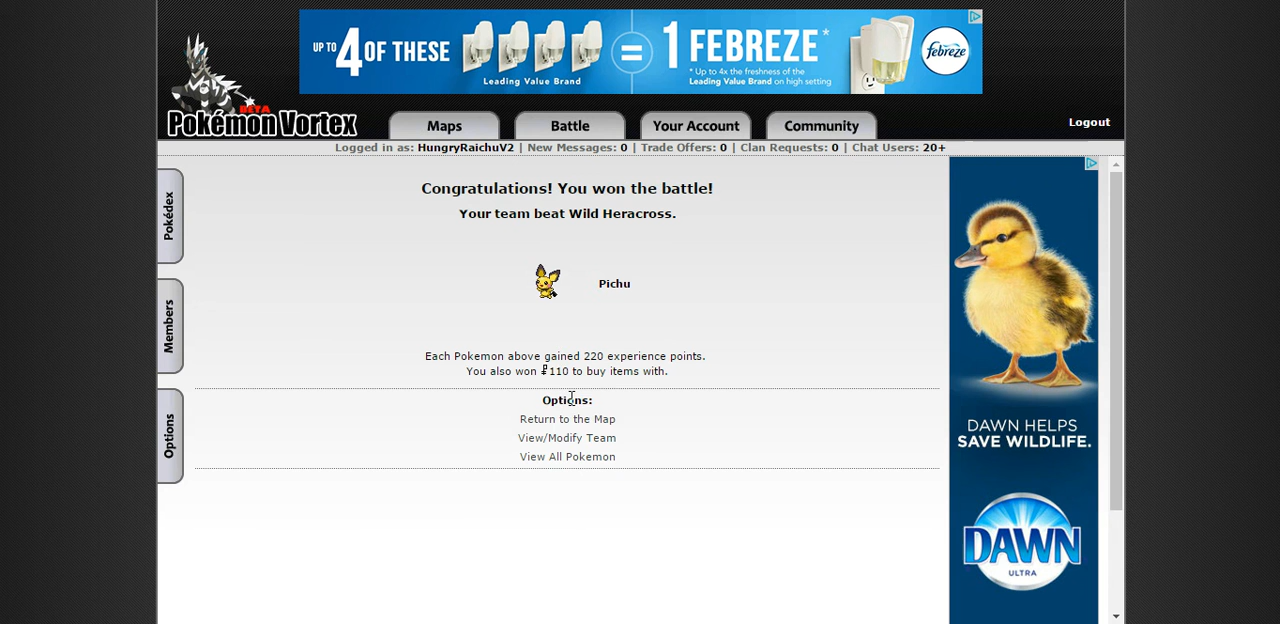 UP TO 4 OF THESE = 1 FEBREZE*
Leading Value Brand
* Up to 4x the freshness of the
Leading Value Brand on high setting
febreze
BETA
Pokémon Vortex
Maps
Battle
Your Account
Community
Logout
Logged in as: HungryRaichuV2 | New Messages: 0 | Trade Offers: 0 | Clan Requests: 0 | Chat Users: 20+
Pokédex
Members
Options
Congratulations! You won the battle!
Your team beat Wild Heracross.
Pichu
Each Pokemon above gained 220 experience points.
You also won ₽110 to buy items with.
Options:
Return to the Map
View/Modify Team
View All Pokemon
DAWN HELPS
SAVE WILDLIFE.
DAWN
ULTRA